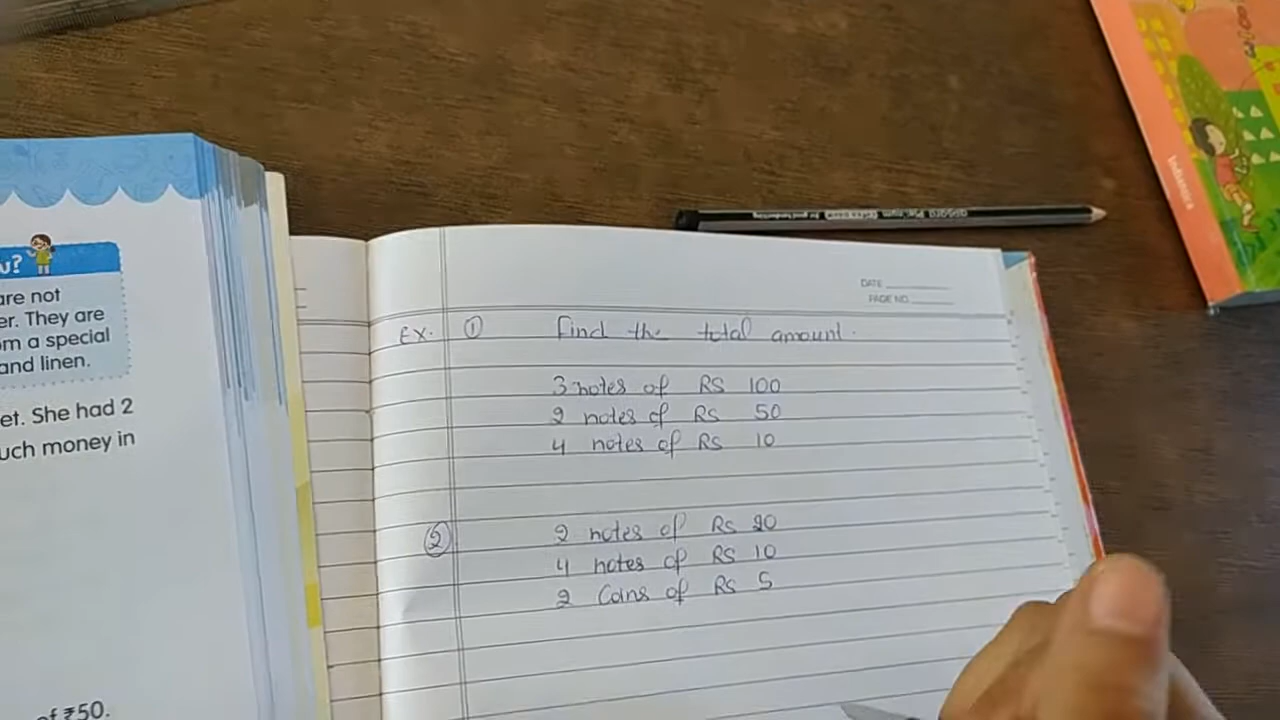 u?
are not
er. They are
om a special
and linen.
et. She had 2
uch money in
of ₹50.
DATE
PAGE NO.
Ex. ① Find the total amount.
3 notes of RS 100
2 notes of RS 50
4 notes of RS 10
② 2 notes of Rs 20
4 notes of RS 10
2 Coins of RS 5
Indiannica